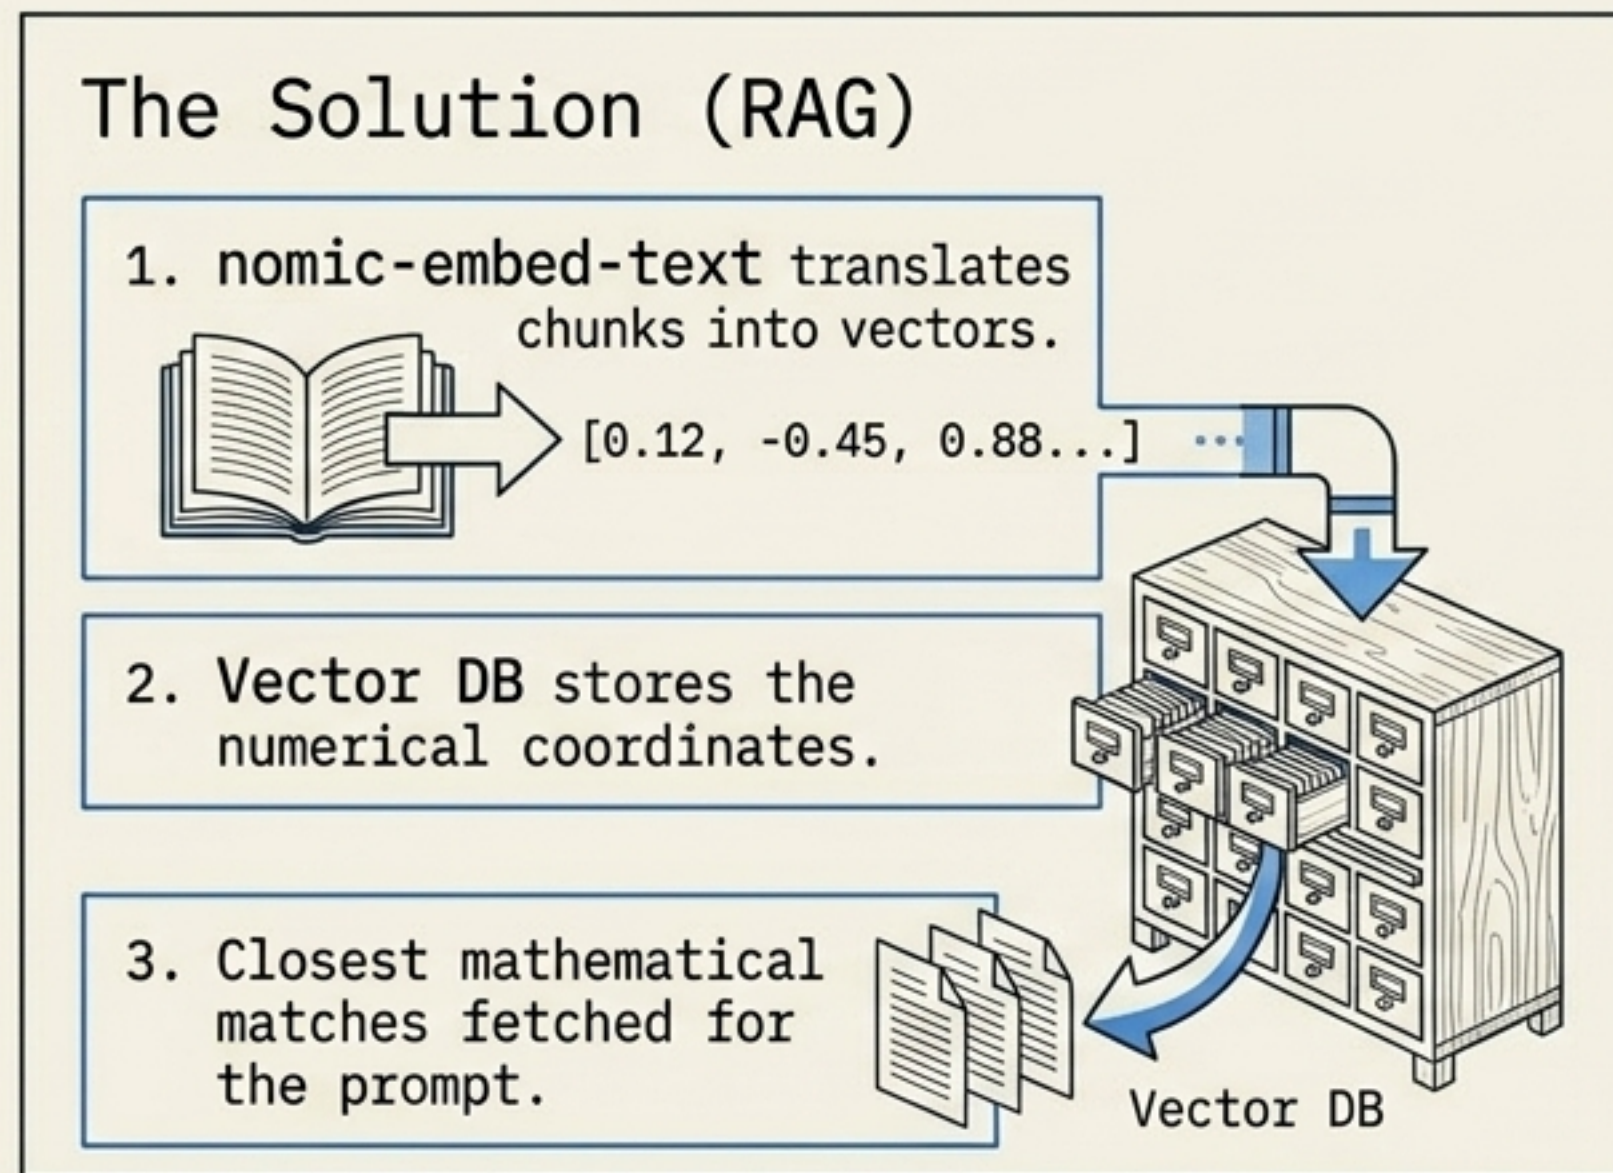 The Solution (RAG)
1. nomic-embed-text translates
chunks into vectors.
[0.12, -0.45, 0.88...]
2. Vector DB stores the
numerical coordinates.
3. Closest mathematical
matches fetched for
the prompt.
Vector DB